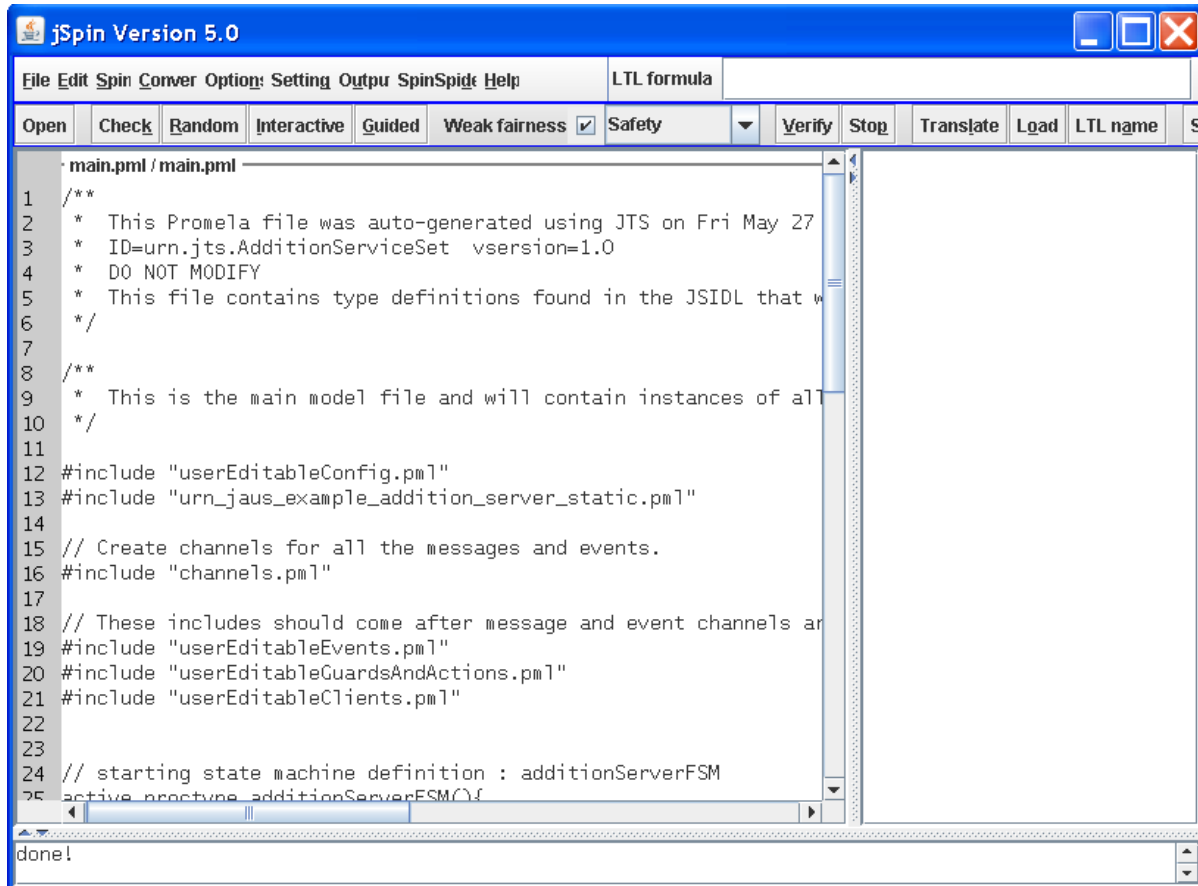 jSpin Version 5.0
File Edit Spin Conver Option: Setting Outpu SpinSpide Help LTL formula
Open Check Random Interactive Guided Weak fairness Safety Verify Stop Translate Load LTL name S
main.pml / main.pml
1 /**
2  *  This Promela file was auto-generated using JTS on Fri May 27
3  *  ID=urn.jts.AdditionServiceSet  vsersion=1.0
4  *  DO NOT MODIFY
5  *  This file contains type definitions found in the JSIDL that w
6  */
7
8 /**
9  *  This is the main model file and will contain instances of all
10  */
11
12 #include "userEditableConfig.pml"
13 #include "urn_jaus_example_addition_server_static.pml"
14
15 // Create channels for all the messages and events.
16 #include "channels.pml"
17
18 // These includes should come after message and event channels ar
19 #include "userEditableEvents.pml"
20 #include "userEditableGuardsAndActions.pml"
21 #include "userEditableClients.pml"
22
23
24 // starting state machine definition : additionServerFSM
25 active proctype additionServerFSM(){
done!